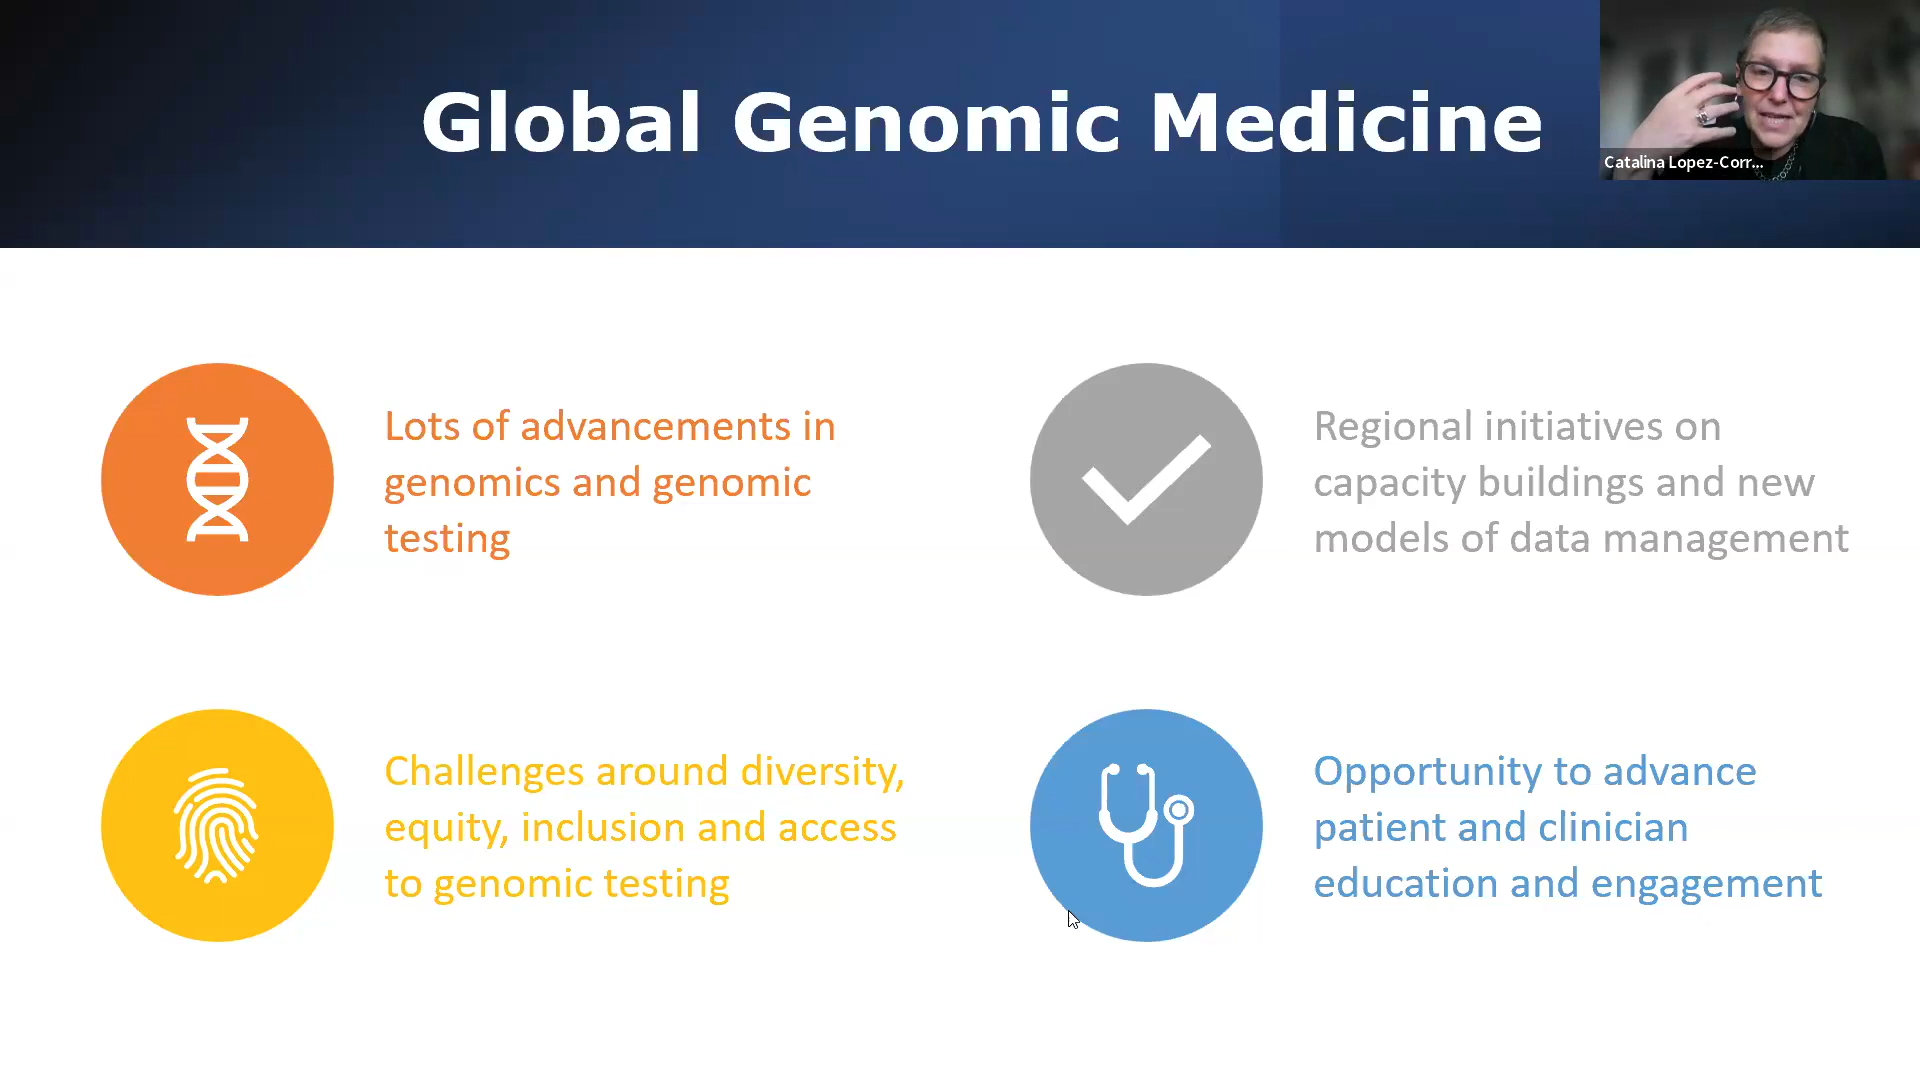 Global Genomic Medicine
Catalina Lopez-Corr...
Lots of advancements in
genomics and genomic
testing
Regional initiatives on
capacity buildings and new
models of data management
Challenges around diversity,
equity, inclusion and access
to genomic testing
Opportunity to advance
patient and clinician
education and engagement